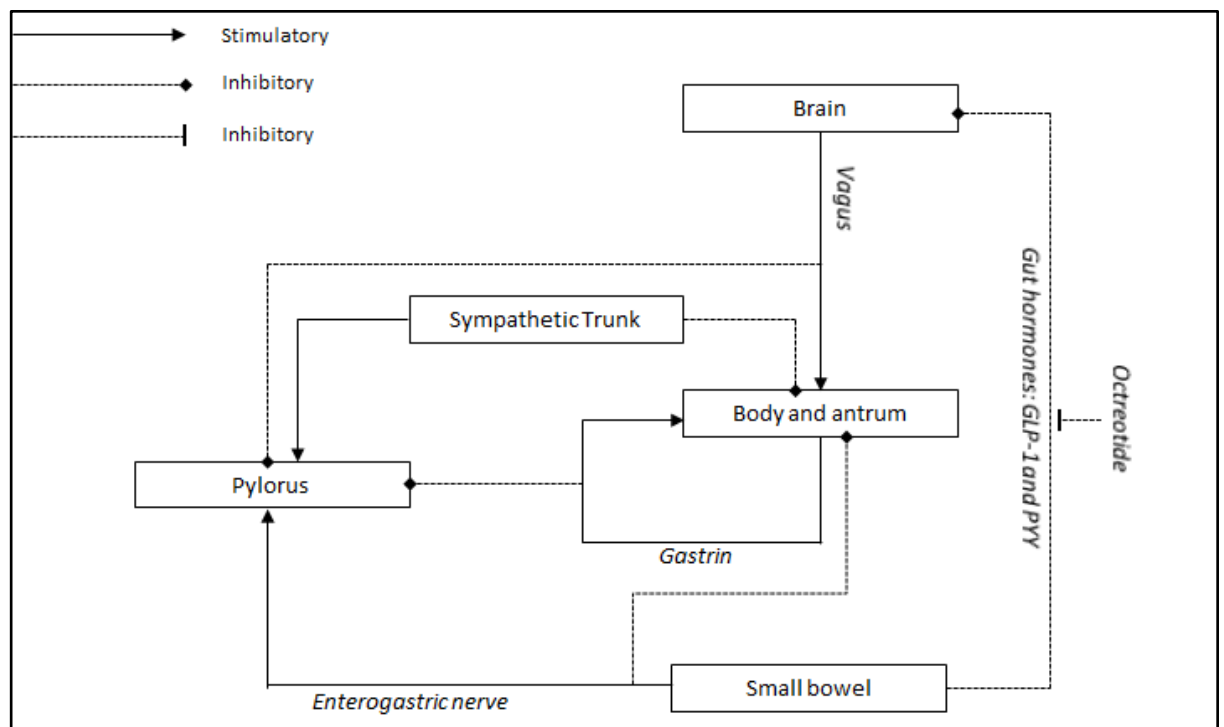 Stimulatory
Inhibitory
Inhibitory
Brain
Vagus
Sympathetic Trunk
Gut hormones: GLP-1 and PYY
Octreotide
Body and antrum
Pylorus
Gastrin
Enterogastric nerve
Small bowel